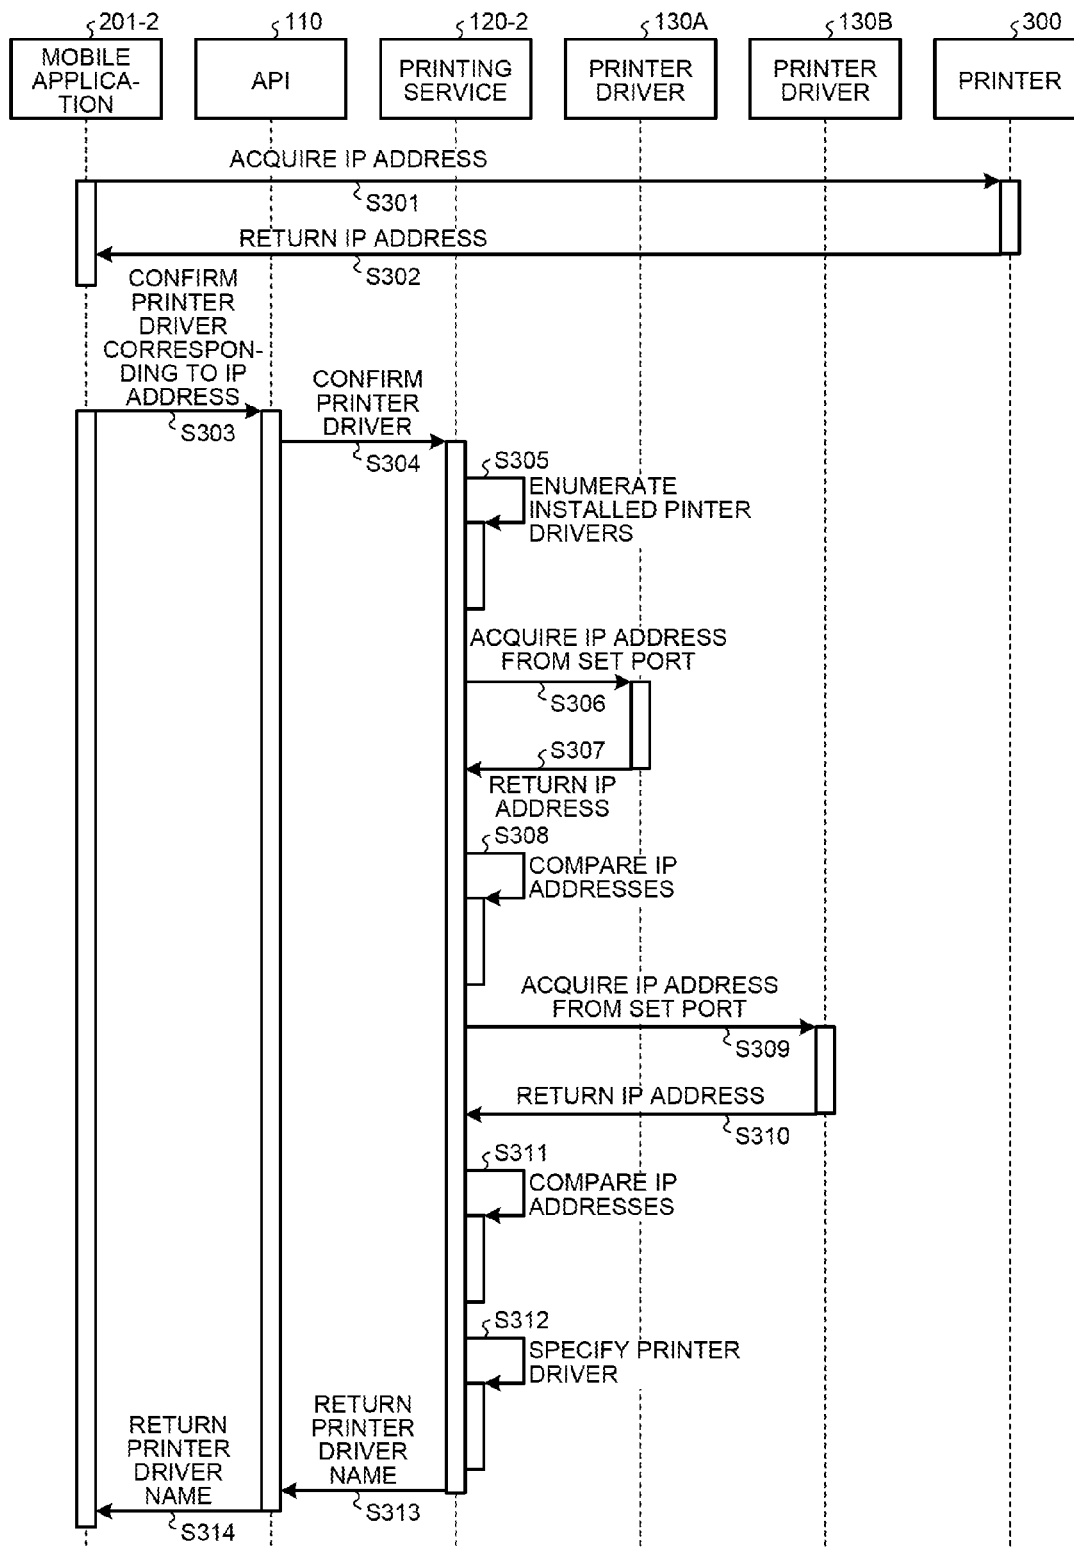 201-2
110
120-2
130A
130B
300
MOBILE
APPLICA-
TION
API
PRINTING
SERVICE
PRINTER
DRIVER
PRINTER
DRIVER
PRINTER
ACQUIRE IP ADDRESS
S301
RETURN IP ADDRESS
S302
CONFIRM
PRINTER
DRIVER
CORRESPON-
DING TO IP
ADDRESS
S303
CONFIRM
PRINTER
DRIVER
S304
S305
ENUMERATE
INSTALLED PINTER
DRIVERS
ACQUIRE IP ADDRESS
FROM SET PORT
S306
S307
RETURN IP
ADDRESS
S308
COMPARE IP
ADDRESSES
ACQUIRE IP ADDRESS
FROM SET PORT
S309
RETURN IP ADDRESS
S310
S311
COMPARE IP
ADDRESSES
S312
SPECIFY PRINTER
DRIVER
RETURN
PRINTER
DRIVER
NAME
S313
RETURN
PRINTER
DRIVER
NAME
S314